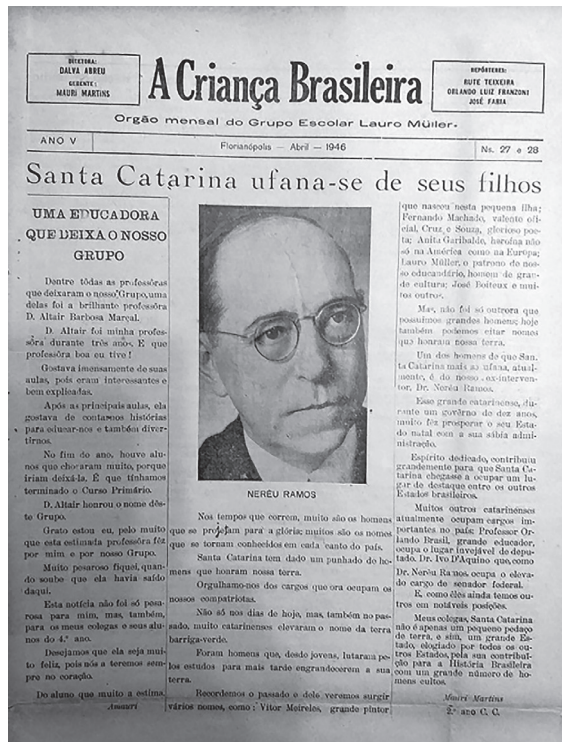 DIRETORA:
DALVA ABREU
GERENTE:
MAURI MARTINS
A Criança Brasileira
REPÓRTERES:
RUTE TEIXEIRA
ORLANDO LUIZ FRANZONI
JOSÉ FARIA
Orgão mensal do Grupo Escolar Lauro Müller.
ANO V
Florianópolis — Abril — 1946
Ns. 27 e 28
Santa Catarina ufana-se de seus filhos
UMA EDUCADORA
QUE DEIXA O NOSSO
GRUPO
Dentre tôdas as professôras
que deixaram o nosso Grupo, uma
delas foi a brilhante professôra
D. Altair Barbosa Marçal.
D. Altair foi minha profes-
sôra durante três anos. E que
professôra boa eu tive!
Gostava imensamente de suas
aulas, pois eram interessantes e
bem explicadas.
Após as principais aulas, ela
gostava de contarnos histórias
para educar-nos e também diver-
tirnos.
No fim do ano, houve alu-
nos que choraram muito, porque
iriam deixá-la. É que tínhamos
terminado o Curso Primário.
D. Altair honrou o nome dês-
te Grupo.
Grato estou eu, pelo muito
que esta estimada professôra fêz
por mim e por nosso Grupo.
Muito pesaroso fiquei, quan-
do soube que ela havia saído
daqui.
Esta notícia não foi só pesa-
rosa para mim, mas, também,
para os meus colegas e seus alu-
nos do 4.º ano.
Desejamos que ela seja mui-
to feliz, pois nós a teremos sem-
pre no coração.
Do aluno que muito a estima.
Amauri
NERÊU RAMOS
Nos tempos que correm, muito são os homens
que se projetam para a glória; muitos são os nomes
que se tornam conhecidos em cada canto do país.
Santa Catarina tem dado um punhado de ho-
mens que honram nossa terra.
Orgulhamo-nos dos cargos que ora ocupam os
nossos compatriotas.
Não só nos dias de hoje, mas, também no pas-
sado, muito catarinenses elevaram o nome da terra
barriga-verde.
Foram homens que, desde jovens, lutaram pe-
los estudos para mais tarde engrandecerem a sua
terra.
Recordemos o passado e dele veremos surgir
vários nomes, como: Vitor Meireles, grande pintor
que nasceu nesta pequena ilha;
Fernando Machado, valente ofi-
cial, Cruz e Souza, glorioso poe-
ta; Anita Garibaldo, heroína não
só na América como na Európa;
Lauro Müller, o patrono de nos-
so educandário, homem de gran-
de cultura; José Boiteux e mui-
tos outros.
Mas, não foi só outrora que
possuimos grandes homens; hoje
também podemos citar nomes
que honram nossa terra.
Um dos homens de que San-
ta Catarina mais se ufana, atual-
mente, é do nosso ex-interven-
tor, Dr. Nerêu Ramos.
Esse grande catarinense, du-
rante um govêrno de dez anos,
muito fêz prosperar o seu Esta-
do natal com a sua sábia admi-
nistração.
Espírito dedicado, contribuiu
grandemente para que Santa Ca-
tarina chegasse a ocupar um lu-
gar de destaque entre os outros
Estados brasileiros.
Muitos outros catarinenses
atualmente ocupam cargos im-
portantes no país; Professor Or-
lando Brasil, grande educador,
ocupa o lugar invejável de depu-
tado. Dr. Ivo D'Aquino que, como
Dr. Nerêu Ramos, ocupa o eleva-
do cargo de senador federal.
E, como êles ainda temos ou-
tros em notáveis posições.
Meus colegas, Santa Catarina
não é apenas um pequeno pedaço
de terra, e sim, um grande Es-
tado, elogiado por todos os ou-
tros Estados, pela sua contribui-
ção para a História Brasileira
com um grande número de ho-
mens cultos.
Mauri Martins
2.º ano C. C.